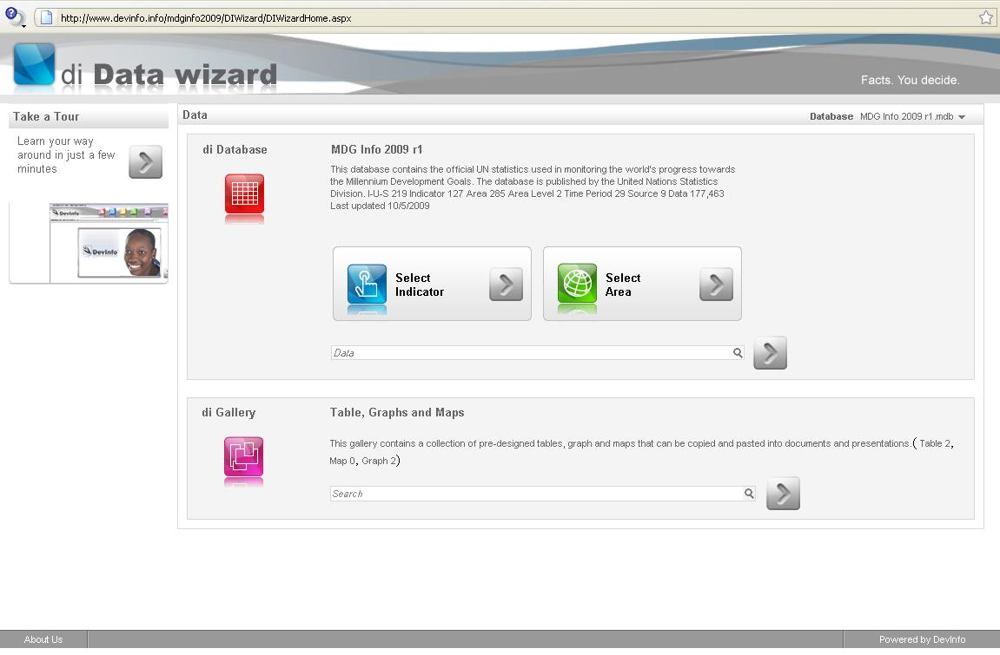 http://www.devinfo.info/mdginfo2009/DIWizard/DIWizardHome.aspx
di Data wizard
Facts. You decide.
Take a Tour
Learn your way
around in just a few
minutes
DevInfo
DevInfo
Data
Database MDG Info 2009 r1.mdb
di Database
MDG Info 2009 r1
This database contains the official UN statistics used in monitoring the world's progress towards
the Millennium Development Goals. The database is published by the United Nations Statistics
Division. I-U-S 219 Indicator 127 Area 285 Area Level 2 Time Period 29 Source 9 Data 177,463
Last updated 10/5/2009
Select
Indicator
Select
Area
Data
di Gallery
Table, Graphs and Maps
This gallery contains a collection of pre-designed tables, graph and maps that can be copied and pasted into documents and presentations.( Table 2,
Map 0, Graph 2)
Search
About Us
Powered by DevInfo